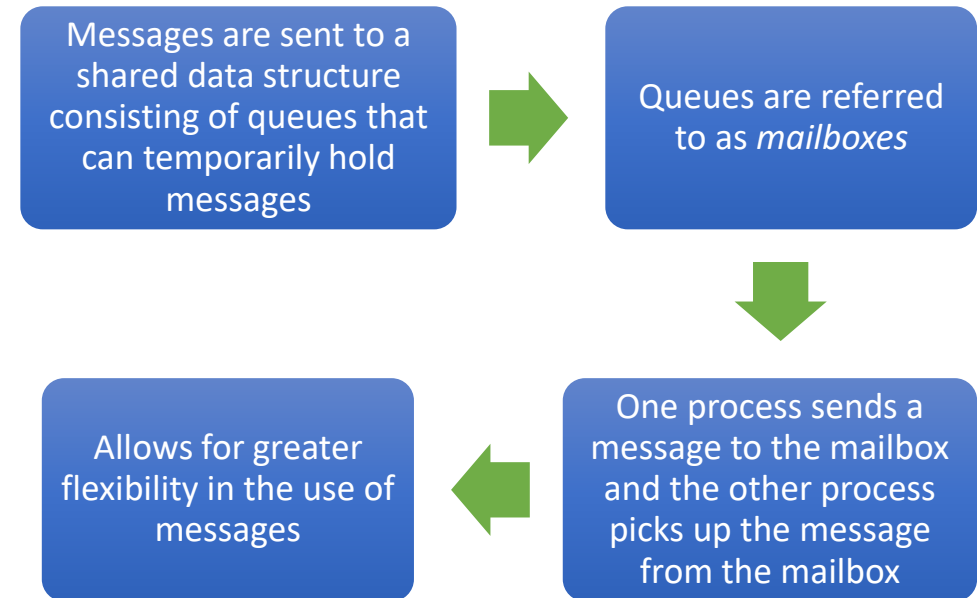 Messages are sent to a
shared data structure
consisting of queues that
can temporarily hold
messages
Queues are referred
to as mailboxes
One process sends a
message to the mailbox
and the other process
picks up the message
from the mailbox
Allows for greater
flexibility in the use of
messages